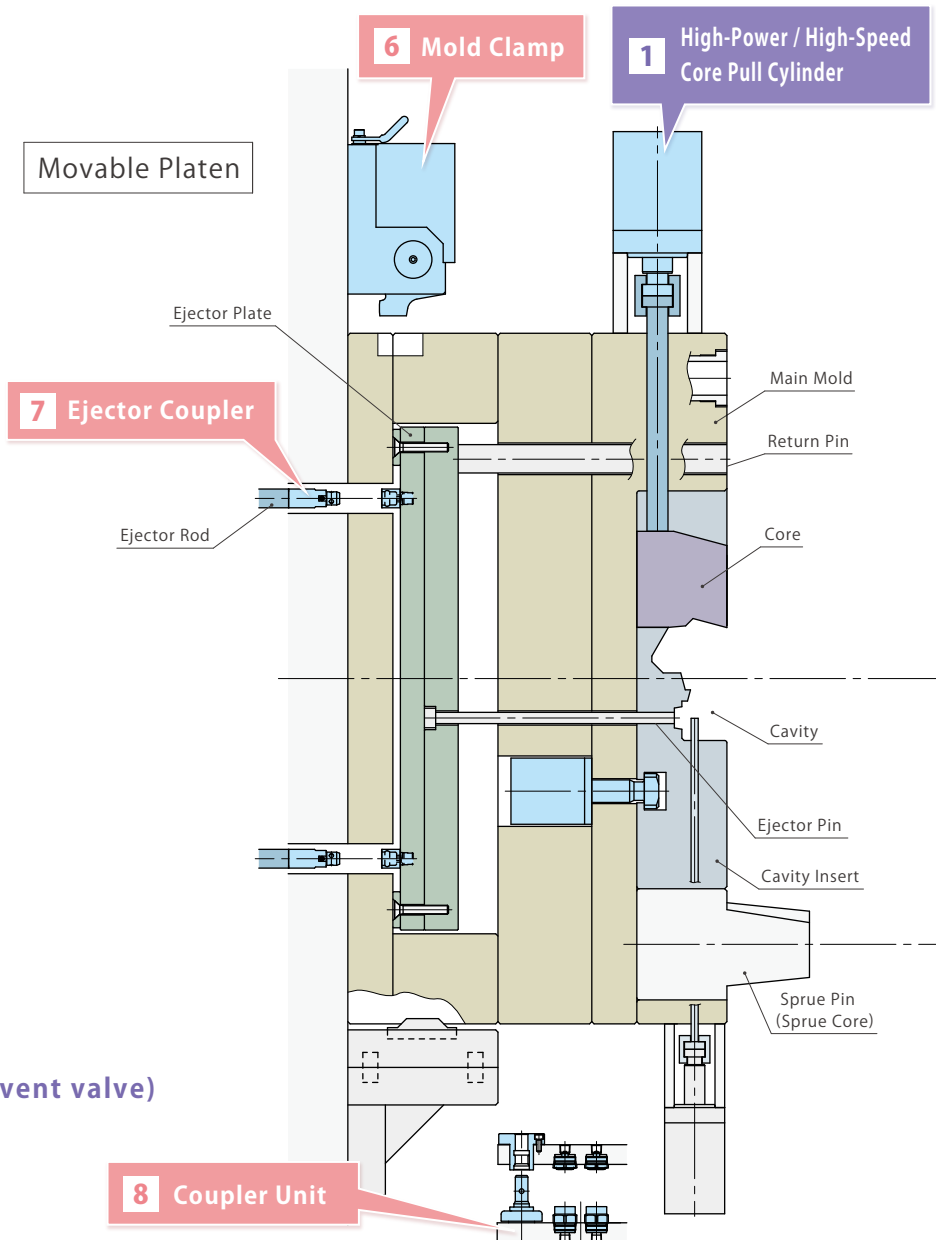 6 Mold Clamp
1 High-Power / High-Speed
Core Pull Cylinder
Movable Platen
Ejector Plate
Main Mold
7 Ejector Coupler
Return Pin
Ejector Rod
Core
Cavity
Ejector Pin
Cavity Insert
Sprue Pin
(Sprue Core)
vent valve)
8 Coupler Unit